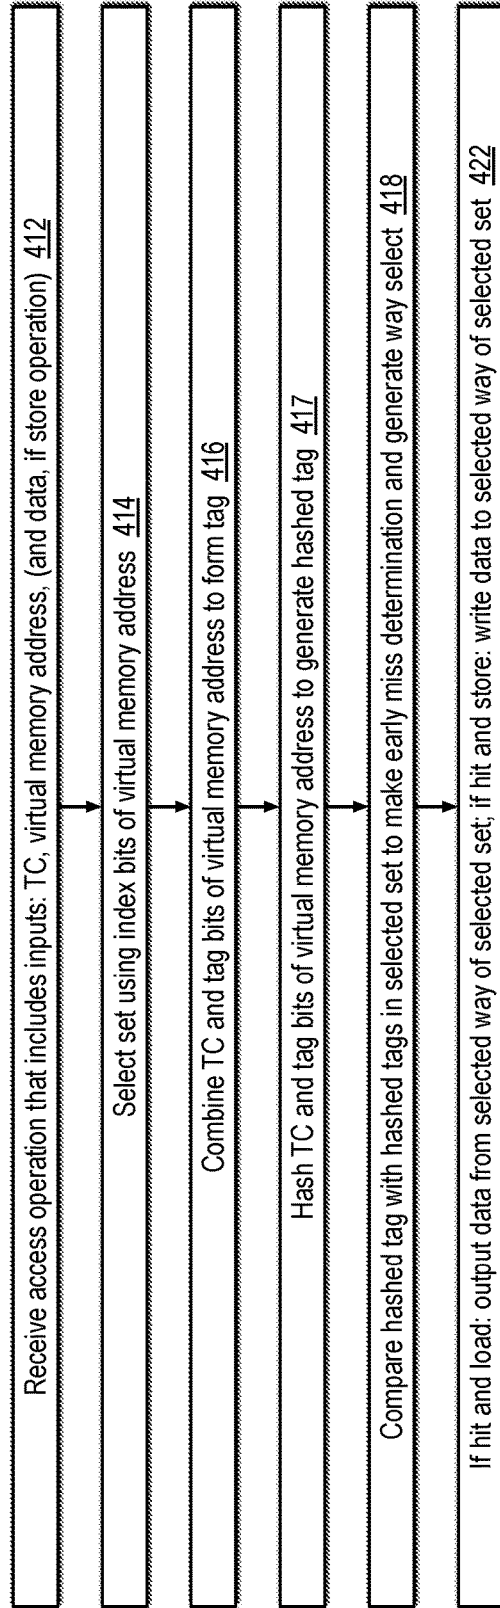 Receive access operation that includes inputs: TC, virtual memory address, (and data, if store operation) 412
Select set using index bits of virtual memory address 414
Combine TC and tag bits of virtual memory address to form tag 416
Hash TC and tag bits of virtual memory address to generate hashed tag 417
Compare hashed tag with hashed tags in selected set to make early miss determination and generate way select 418
If hit and load: output data from selected way of selected set; if hit and store: write data to selected way of selected set 422